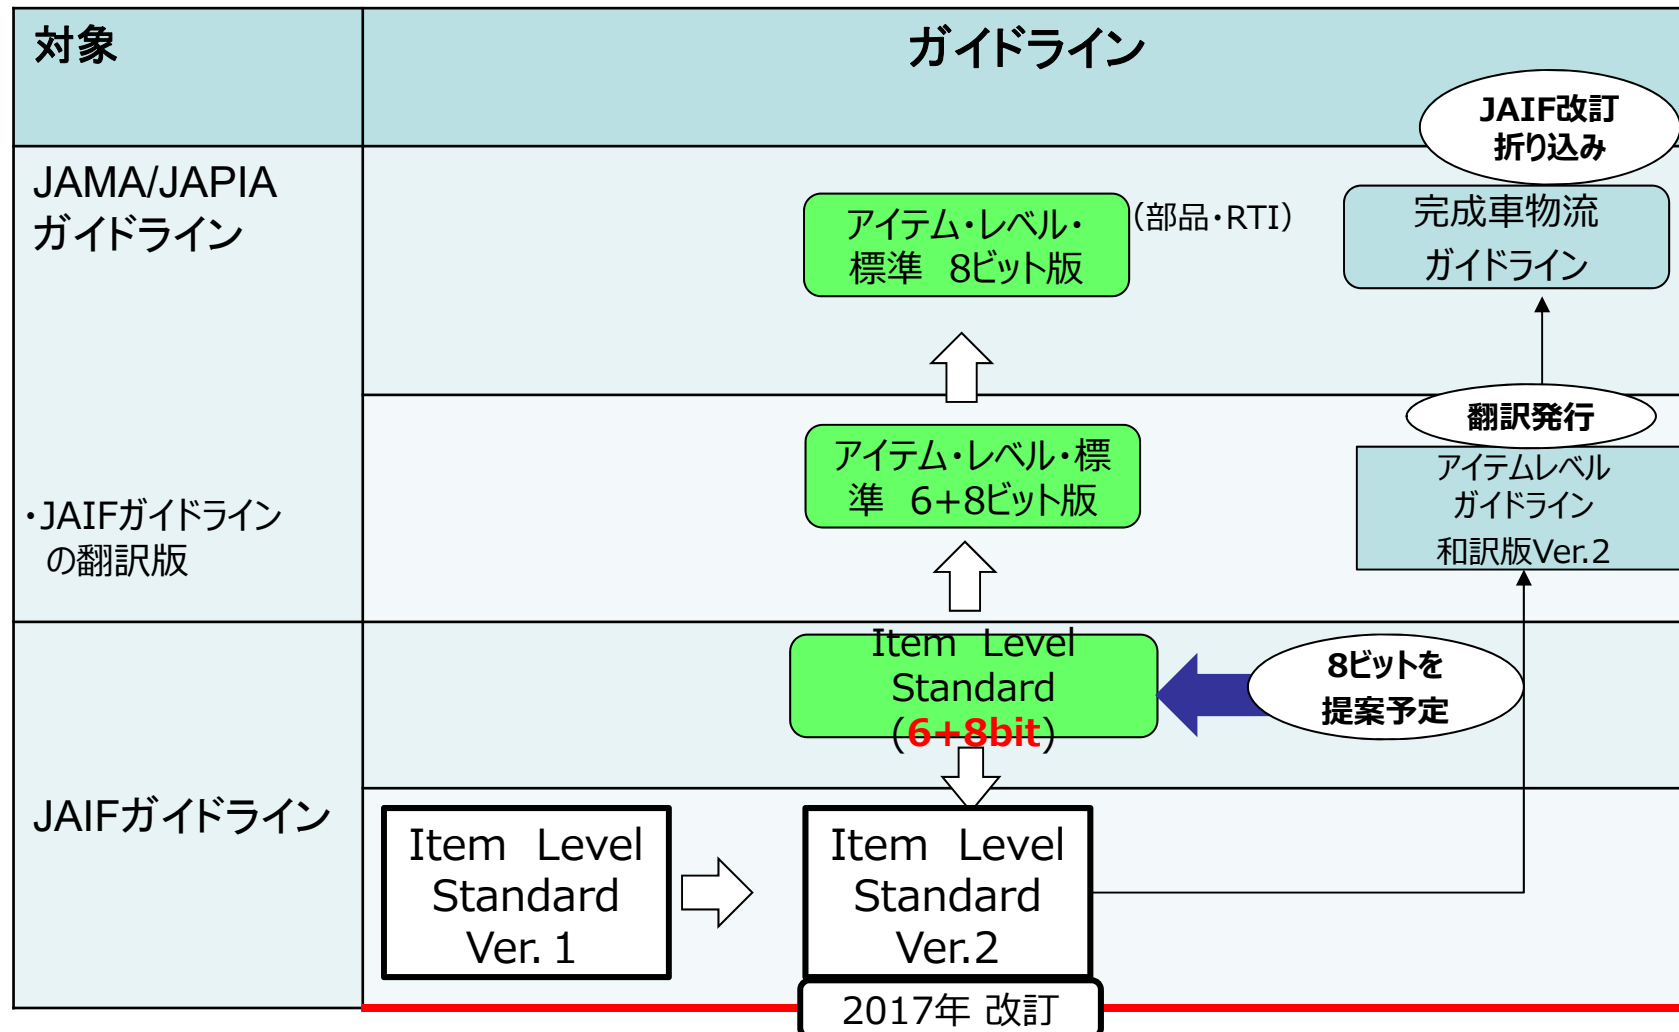 対象
ガイドライン
JAIF改訂
折り込み
JAMA/JAPIA
ガイドライン
アイテム・レベル・
標準 8ビット版
(部品・RTI)
完成車物流
ガイドライン
・JAIFガイドライン
の翻訳版
アイテム・レベル・標
準 6+8ビット版
翻訳発行
アイテムレベル
ガイドライン
和訳版Ver.2
JAIFガイドライン
Item Level
Standard
(6+8bit)
8ビットを
提案予定
Item Level
Standard
Ver. 1
Item Level
Standard
Ver.2
2017年 改訂